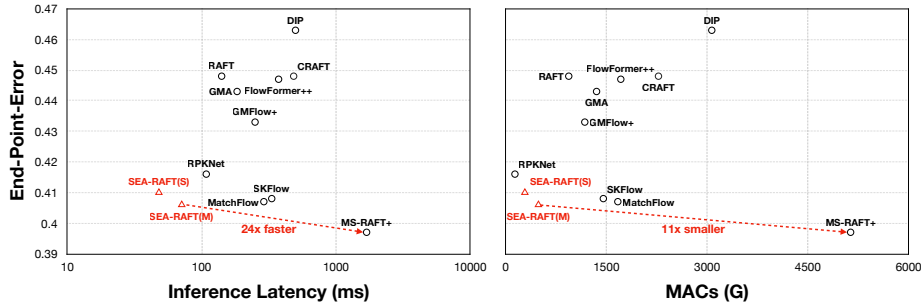 End-Point-Error
0.47
0.46
0.45
0.44
0.43
0.42
0.41
0.4
0.39
DIP
RAFT
CRAFT
GMA
FlowFormer++
GMFlow+
RPKNet
SEA-RAFT(S)
SKFlow
MatchFlow
SEA-RAFT(M)
24x faster
MS-RAFT+
10
100
1000
10000
Inference Latency (ms)
DIP
FlowFormer++
RAFT
CRAFT
GMA
GMFlow+
RPKNet
SEA-RAFT(S)
SKFlow
MatchFlow
SEA-RAFT(M)
11x smaller
MS-RAFT+
0
1500
3000
4500
6000
MACs (G)